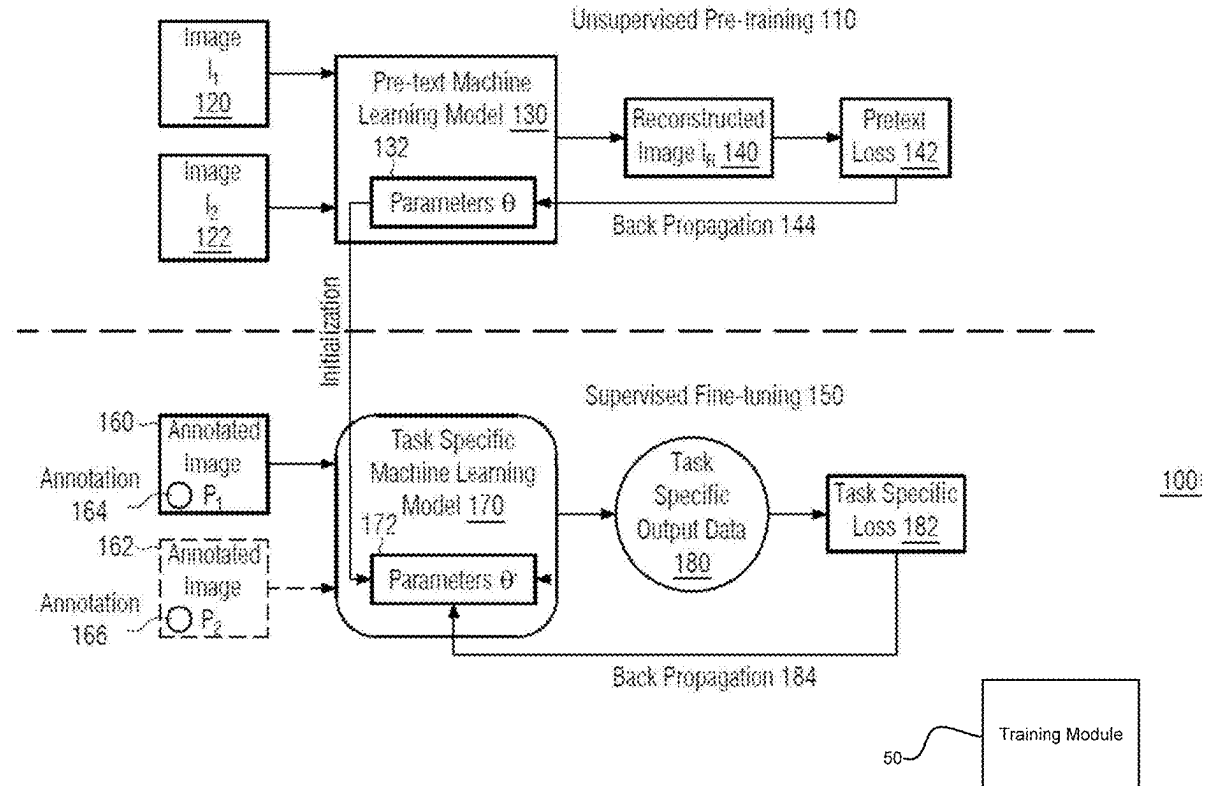 Unsupervised Pre-training 110
Image
I₁
120
Image
I₂
122
Pre-text Machine
Learning Model 130
132
Parameters Θ
Reconstructed
Image Iᴿ 140
Pretext
Loss 142
Back Propagation 144
Initialization
Supervised Fine-tuning 150
160
Annotated
Image
P₁
Annotation
164
162
Annotated
Image
P₂
Annotation
166
Task Specific
Machine Learning
Model 170
172
Parameters Θ'
Task
Specific
Output Data
180
Task Specific
Loss 182
Back Propagation 184
100
50
Training Module